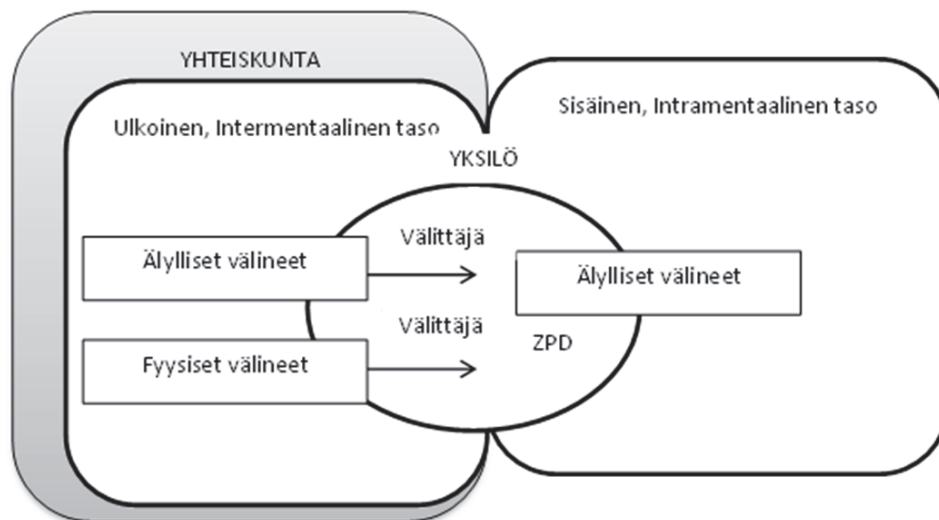 YHTEISKUNTA
Ulkoinen, Intermentaalinen taso
Sisäinen, Intramentaalinen taso
YKSILÖ
Välittäjä
Älylliset välineet
Älylliset välineet
Välittäjä
ZPD
Fyysiset välineet